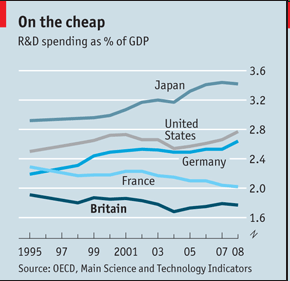 On the cheap
R&D spending as % of GDP
3.6
Japan
3.2
United
States
2.8
Germany
2.4
France
2.0
Britain
1.6
1995 97 99 2001 03 05 07 08
Source: OECD, Main Science and Technology Indicators